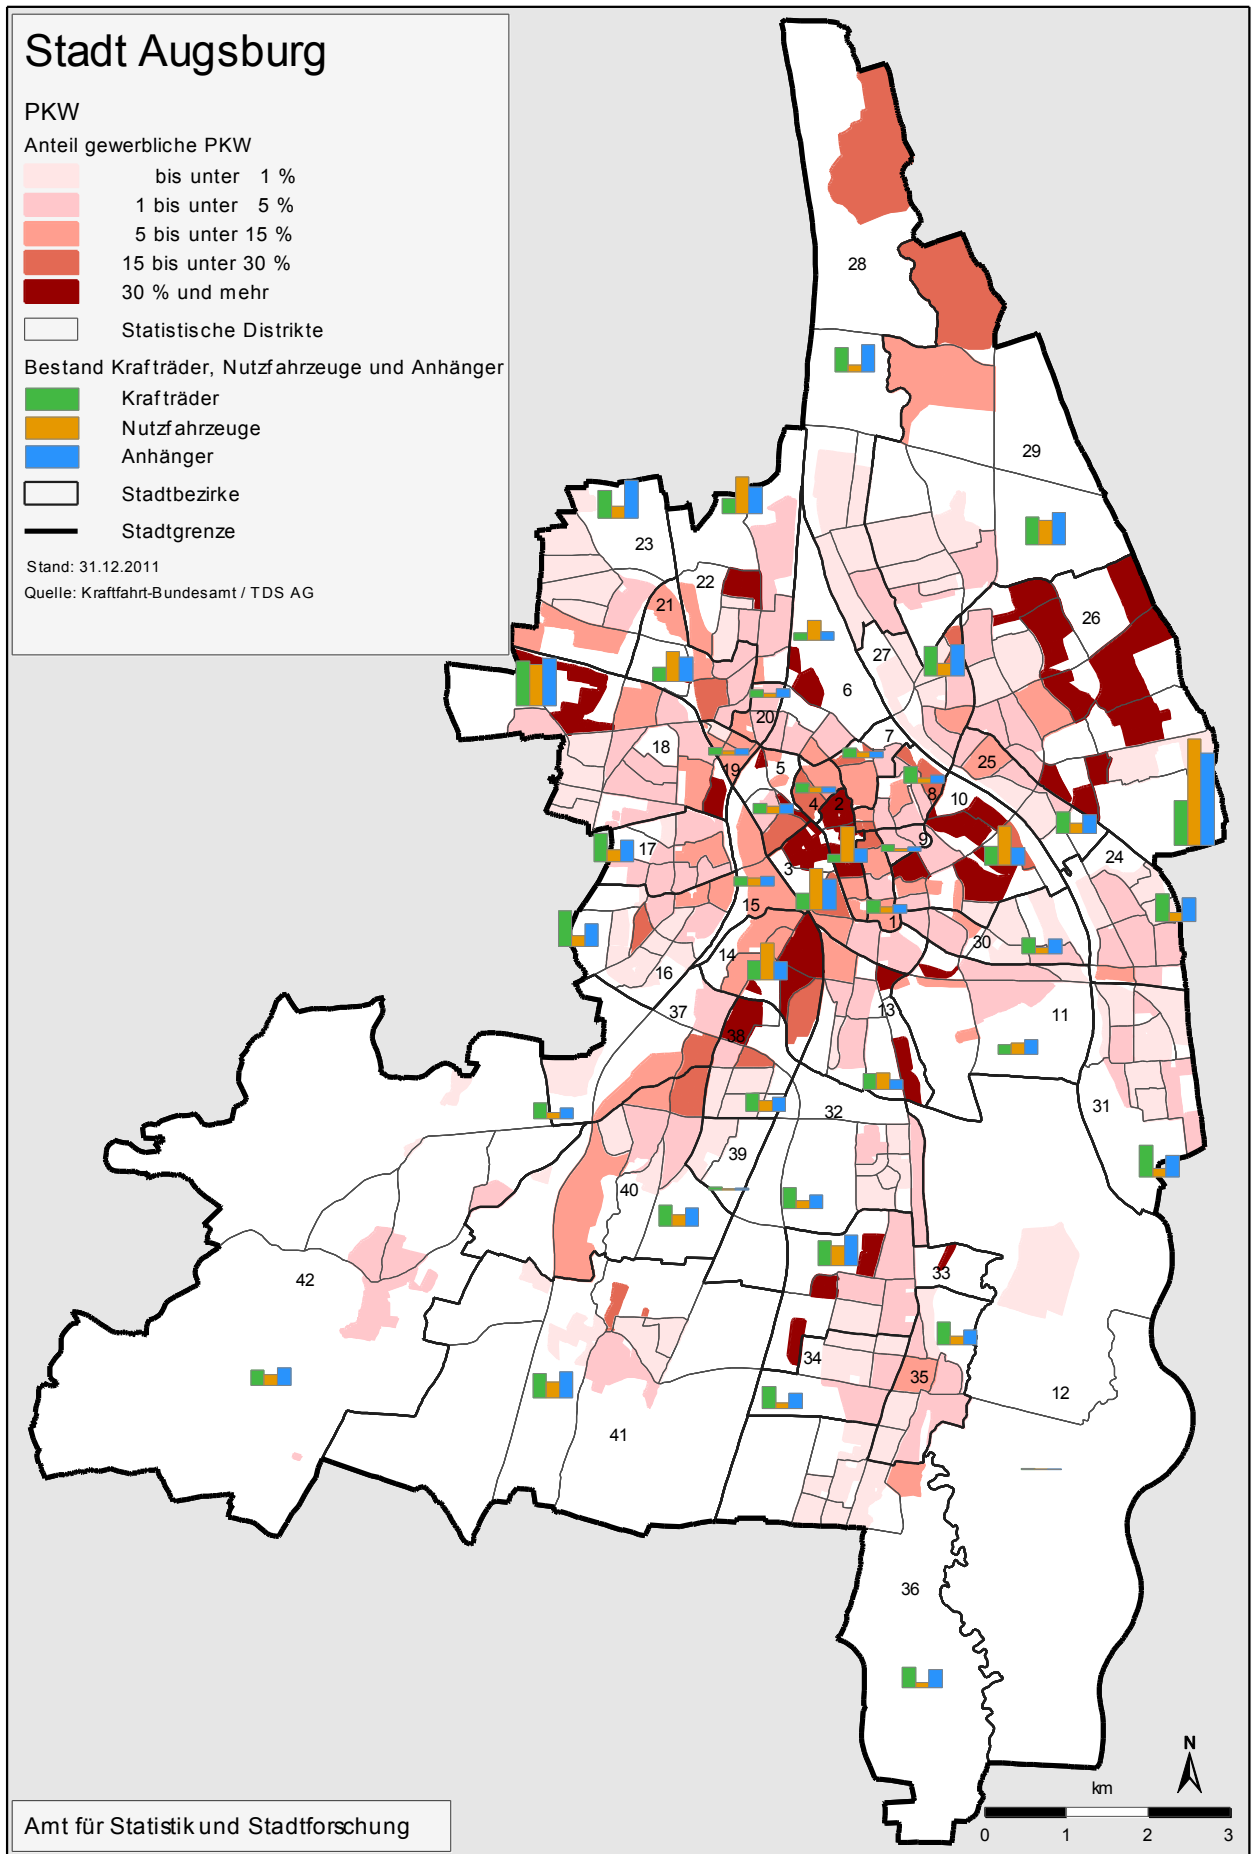 Stadt Augsburg
PKW
Anteil gewerbliche PKW
bis unter 1 %
1 bis unter 5 %
5 bis unter 15 %
15 bis unter 30 %
30 % und mehr
Statistische Distrikte
Bestand Krafträder, Nutzfahrzeuge und Anhänger
Krafträder
Nutzfahrzeuge
Anhänger
Stadtbezirke
Stadtgrenze
Stand: 31.12.2011
Quelle: Kraftfahrt-Bundesamt / TDS AG
28
29
23
22
21
26
27
6
20
7
18
19
5
25
8
10
4
2
9
17
3
24
15
1
30
14
16
37
13
11
38
31
32
39
40
42
33
34
35
12
41
36
N
km
0 1 2 3
Amt für Statistik und Stadtforschung